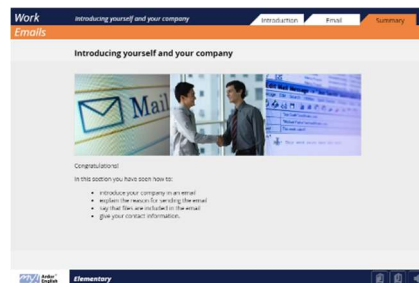 Work
Introducing yourself and your company
Introduction
Email
Summary
Emails
Introducing yourself and your company
Mail
Congratulations!
In this section you have seen how to:
• introduce your company in an email
• explain the reason for sending the email
• say that files are included in the email
• give your contact information.
English
Elementary